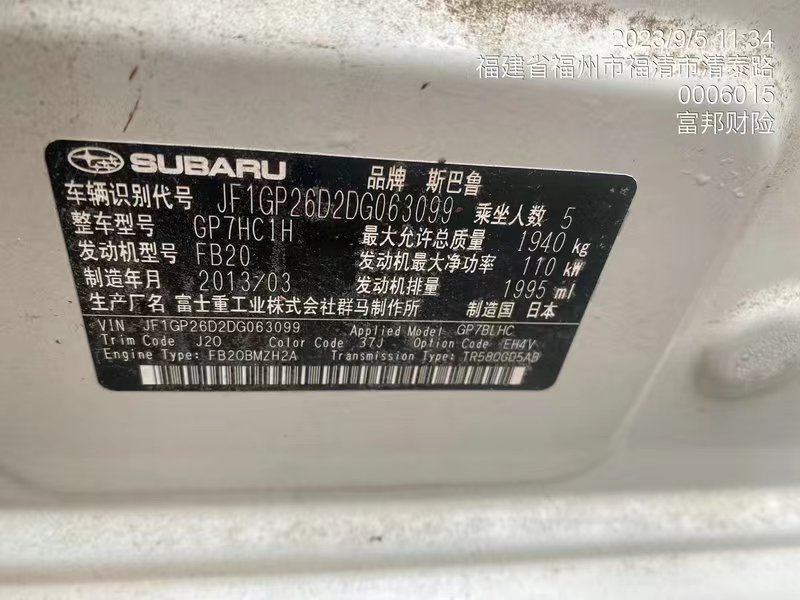 2023/9/5 11:34
福建省福州市福清市清泰路
0006015
富邦财险
SUBARU 品牌 斯巴鲁
车辆识别代号 JF1GP26D2DG063099 乘坐人数 5
整车型号 GP7HC1H 最大允许总质量 1940 kg
发动机型号 FB20 发动机最大净功率 110 kW
制造年月 2013/03 发动机排量 1995 ml
生产厂名 富士重工业株式会社群马制作所 制造国 日本
VIN JF1GP26D2DG063099 Applied Model GP7BLHC
Trim Code J20 Color Code 37J Option Code EH4V
Engine Type: FB20BMZH2A Transmission Type: TR580GD5AB